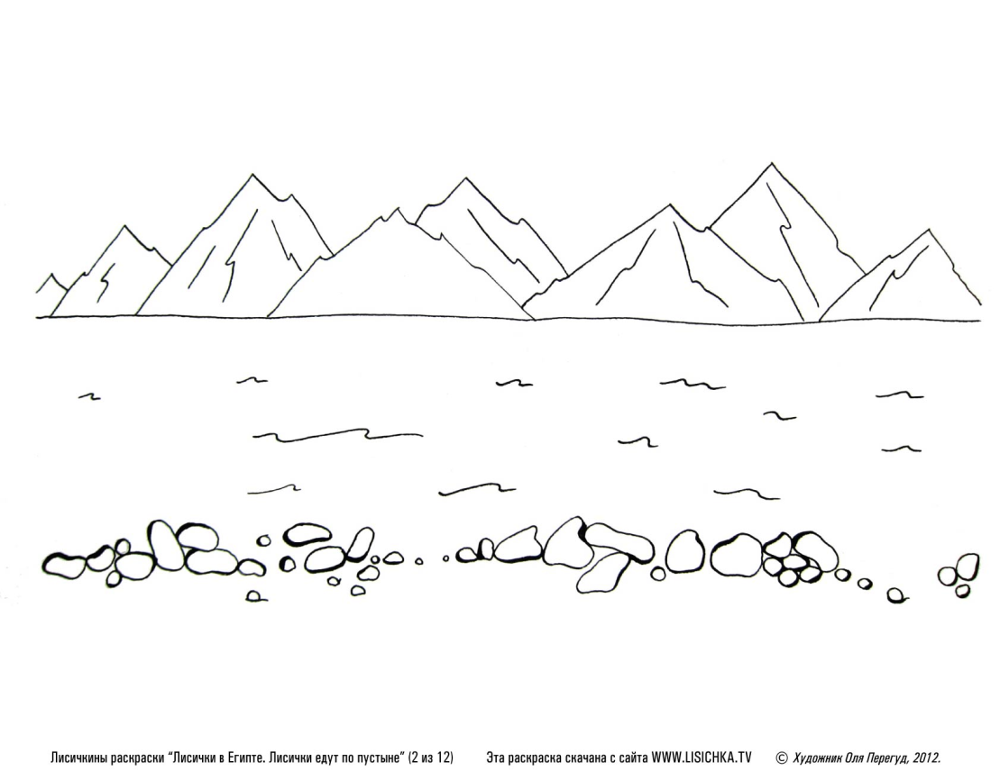 Лисичкины раскраски “Лисички в Египте. Лисички едут по пустыне” (2 из 12) Эта раскраска скачана с сайта WWW.LISICHKA.TV © Художник Оля Перегуд, 2012.